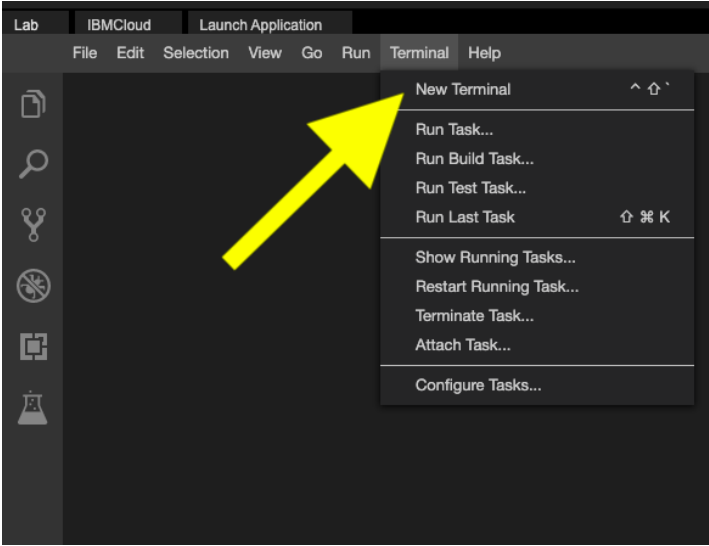 Lab IBMCloud Launch Application
File Edit Selection View Go Run Terminal Help
New Terminal ^ ⇧ `
Run Task...
Run Build Task...
Run Test Task...
Run Last Task ⇧ ⌘ K
Show Running Tasks...
Restart Running Task...
Terminate Task...
Attach Task...
Configure Tasks...